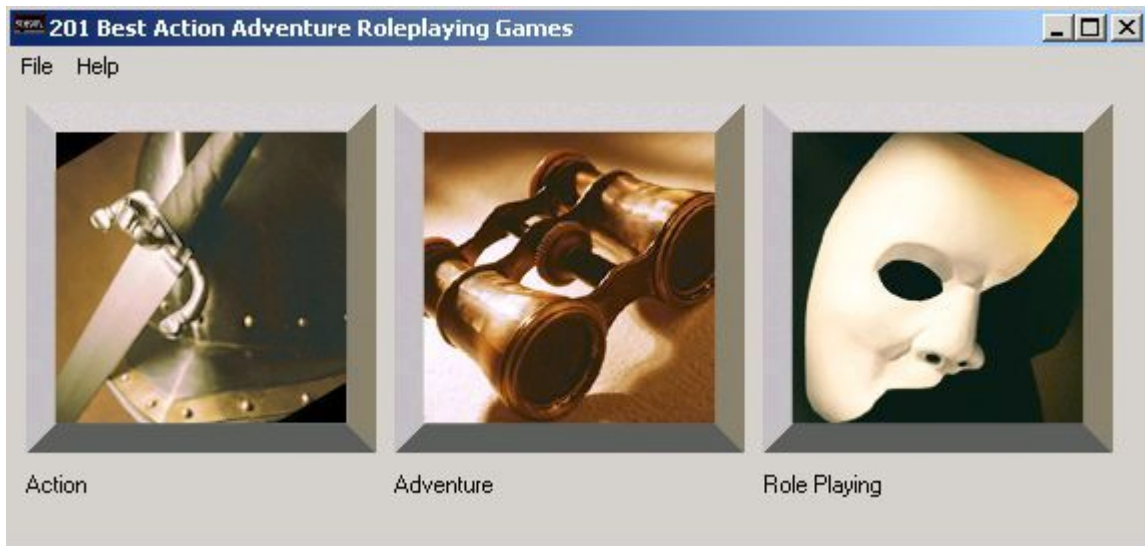 201 Best Action Adventure Roleplaying Games
File Help
Action Adventure Role Playing